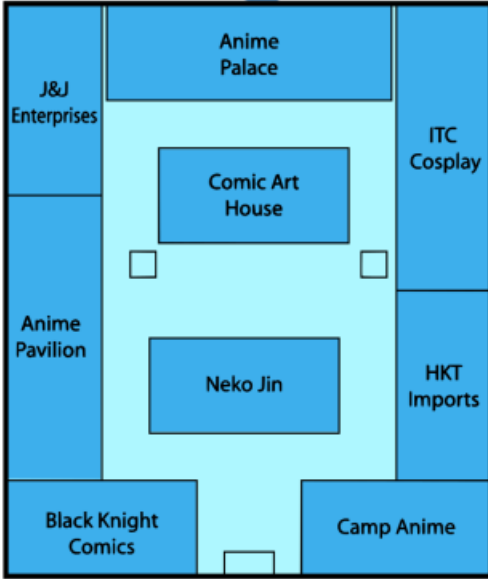 Anime
Palace
J&J
Enterprises
ITC
Cosplay
Comic Art
House
Anime
Pavilion
Neko Jin
HKT
Imports
Black Knight
Comics
Camp Anime